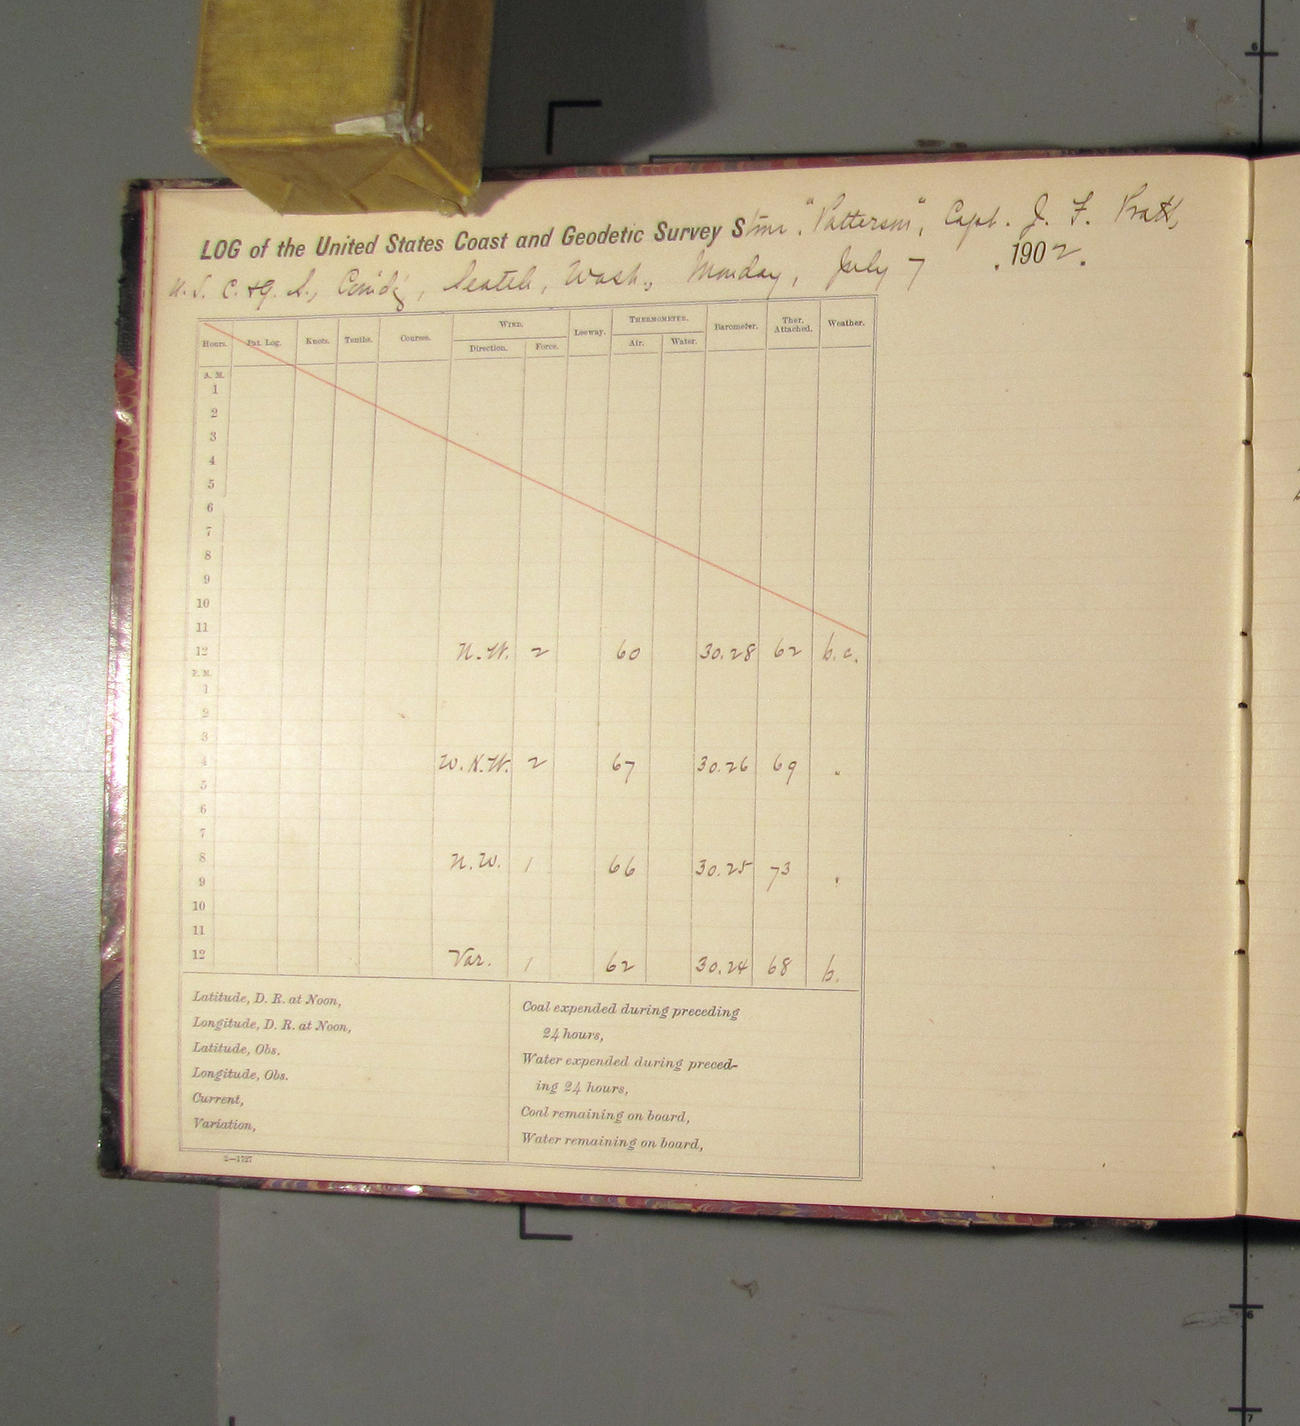 LOG of the United States Coast and Geodetic Survey Stmr. "Patterson", Capt. J. F. Pratt,
U. S. C. & G. S., Com'd'g, Seattle, Wash., Monday, July 7, 1902.
Hours. Pat. Log. Knots. Tenths. Courses. WIND. Leeway. THERMOMETER. Barometer. Ther. Attached. Weather.
Direction. Force. Air. Water.
A. M.
1
2
3
4
5
6
7
8
9
10
11
12 N.W. 2 60 30.28 62 b.c.
P. M.
1
2
3
4 W.N.W. 2 67 30.26 69 "
5
6
7
8 N.W. 1 66 30.25 73 "
9
10
11
12 Var. 1 62 30.24 68 b.
Latitude, D. R. at Noon,
Longitude, D. R. at Noon,
Latitude, Obs.
Longitude, Obs.
Current,
Variation,
Coal expended during preceding
24 hours,
Water expended during preced-
ing 24 hours,
Coal remaining on board,
Water remaining on board,
2—1727
6
6
7